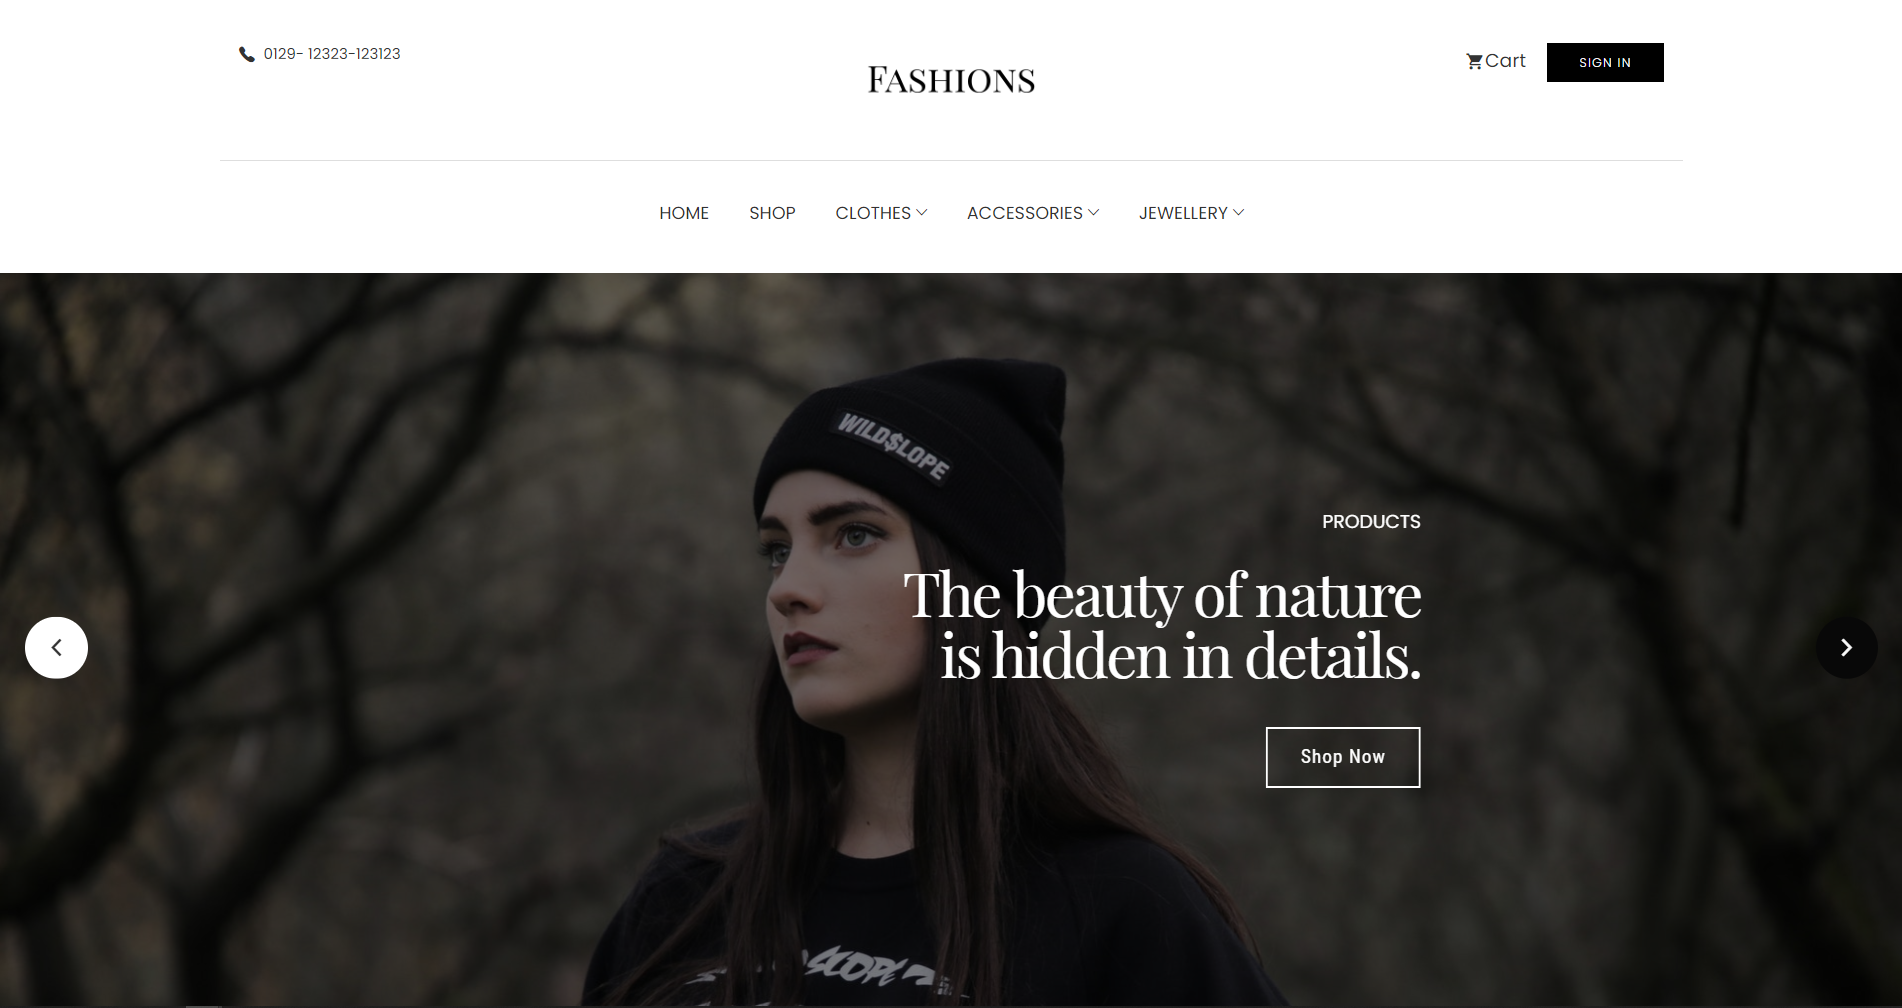 0129- 12323-123123
FASHIONS
Cart
SIGN IN
HOME SHOP CLOTHES ACCESSORIES JEWELLERY
WILD$LOPE
PRODUCTS
The beauty of nature
is hidden in details.
Shop Now